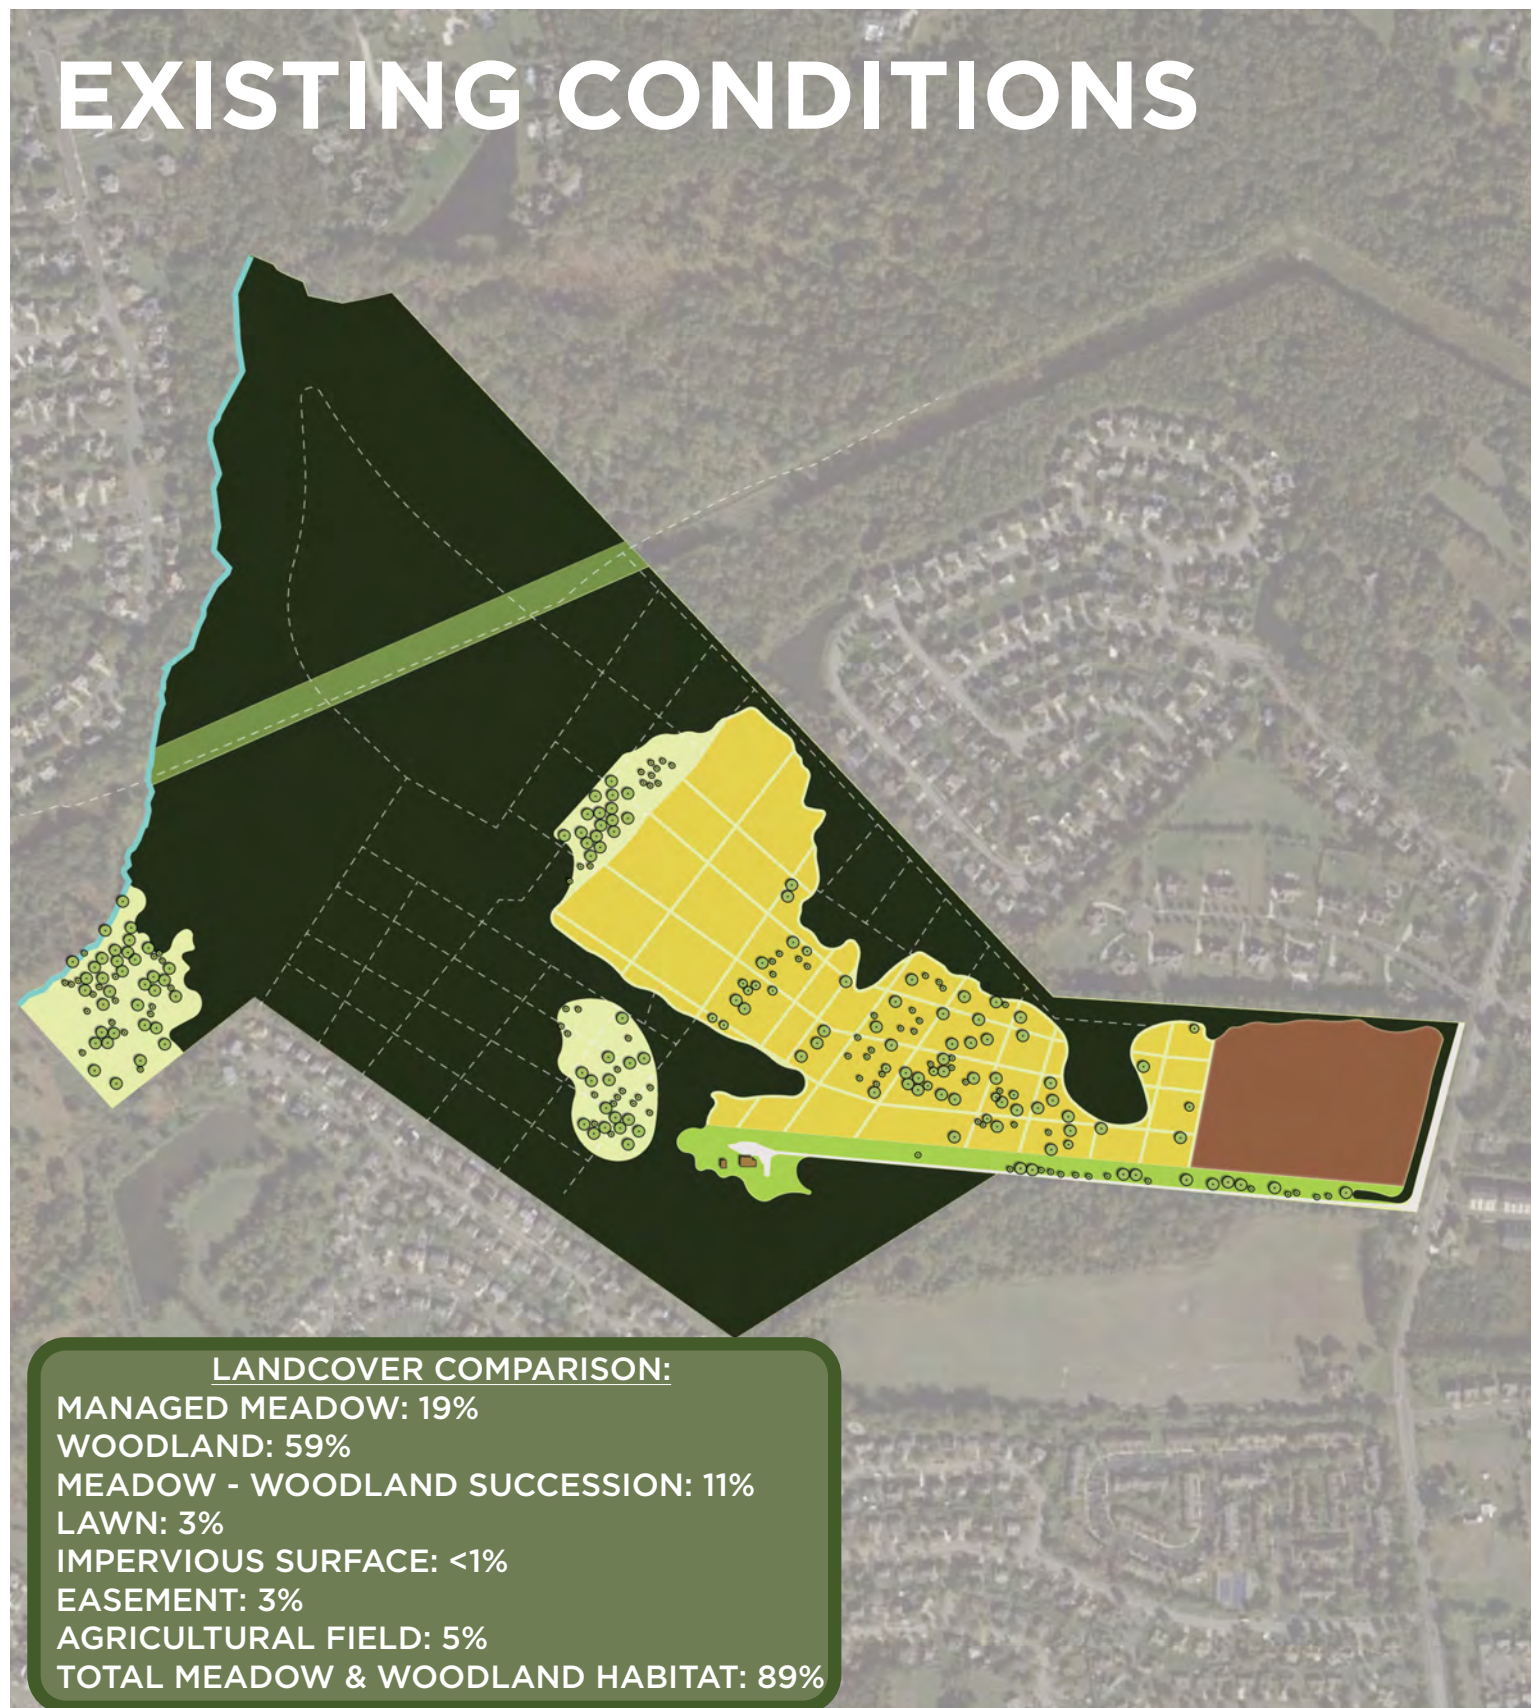 EXISTING CONDITIONS
LANDCOVER COMPARISON:
MANAGED MEADOW: 19%
WOODLAND: 59%
MEADOW - WOODLAND SUCCESSION: 11%
LAWN: 3%
IMPERVIOUS SURFACE: <1%
EASEMENT: 3%
AGRICULTURAL FIELD: 5%
TOTAL MEADOW & WOODLAND HABITAT: 89%